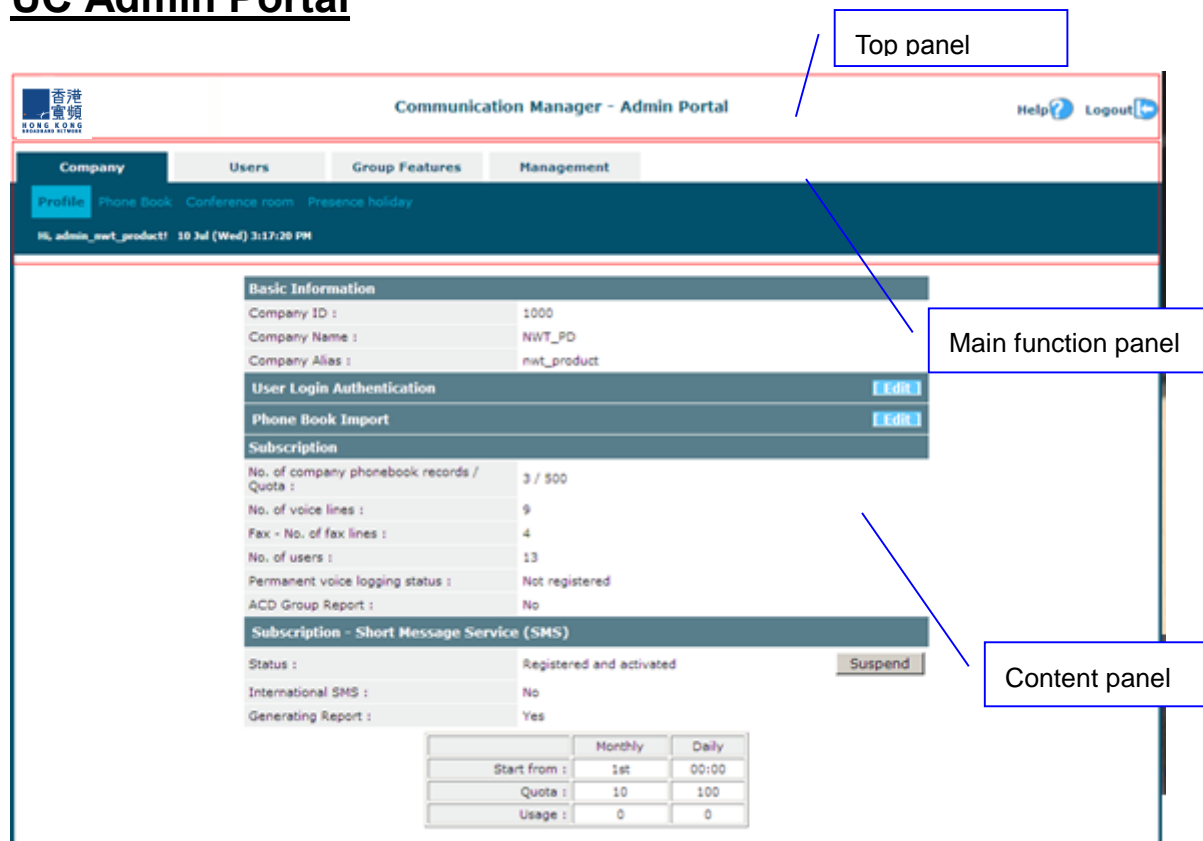 UC Admin Portal
Top panel
香港
寬頻
HONG KONG
BROADBAND NETWORK
Communication Manager - Admin Portal
Help? Logout
Company Users Group Features Management
Profile Phone Book Conference room Presence holiday
Hi, admin_nwt_product! 10 Jul (Wed) 3:17:20 PM
Main function panel
Basic Information
Company ID : 1000
Company Name : NWT_PD
Company Alias : nwt_product
User Login Authentication [ Edit ]
Phone Book Import [ Edit ]
Subscription
No. of company phonebook records /
Quota : 3 / 500
No. of voice lines : 9
Fax - No. of fax lines : 4
No. of users : 13
Permanent voice logging status : Not registered
ACD Group Report : No
Subscription - Short Message Service (SMS)
Status : Registered and activated Suspend
Content panel
International SMS : No
Generating Report : Yes
Monthly Daily
Start from : 1st 00:00
Quota : 10 100
Usage : 0 0